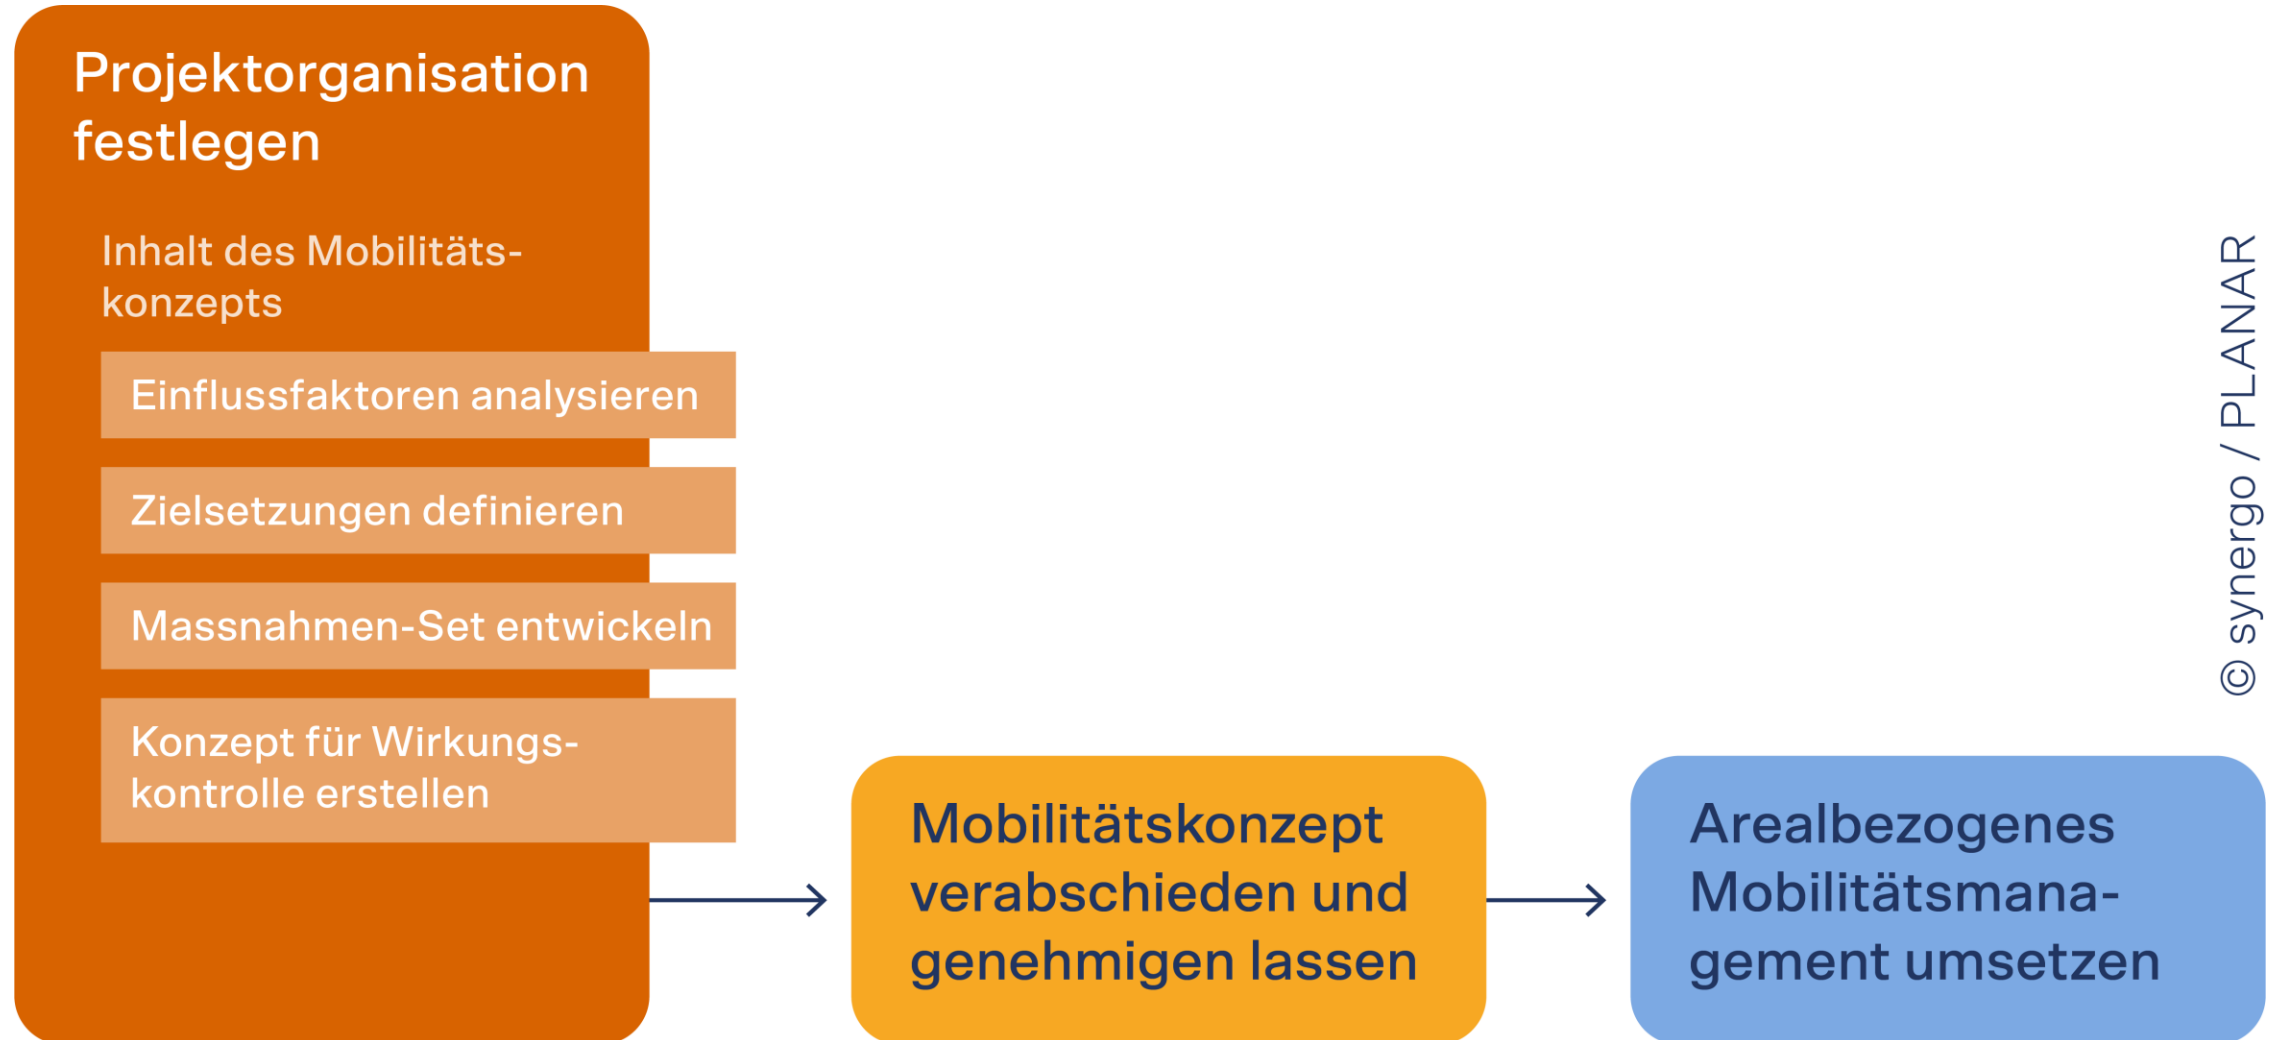 Projektorganisation
festlegen
Inhalt des Mobilitäts-
konzepts
Einflussfaktoren analysieren
Zielsetzungen definieren
Massnahmen-Set entwickeln
Konzept für Wirkungs-
kontrolle erstellen
Mobilitätskonzept
verabschieden und
genehmigen lassen
Arealbezogenes
Mobilitätsmana-
gement umsetzen
© synergo / PLANAR